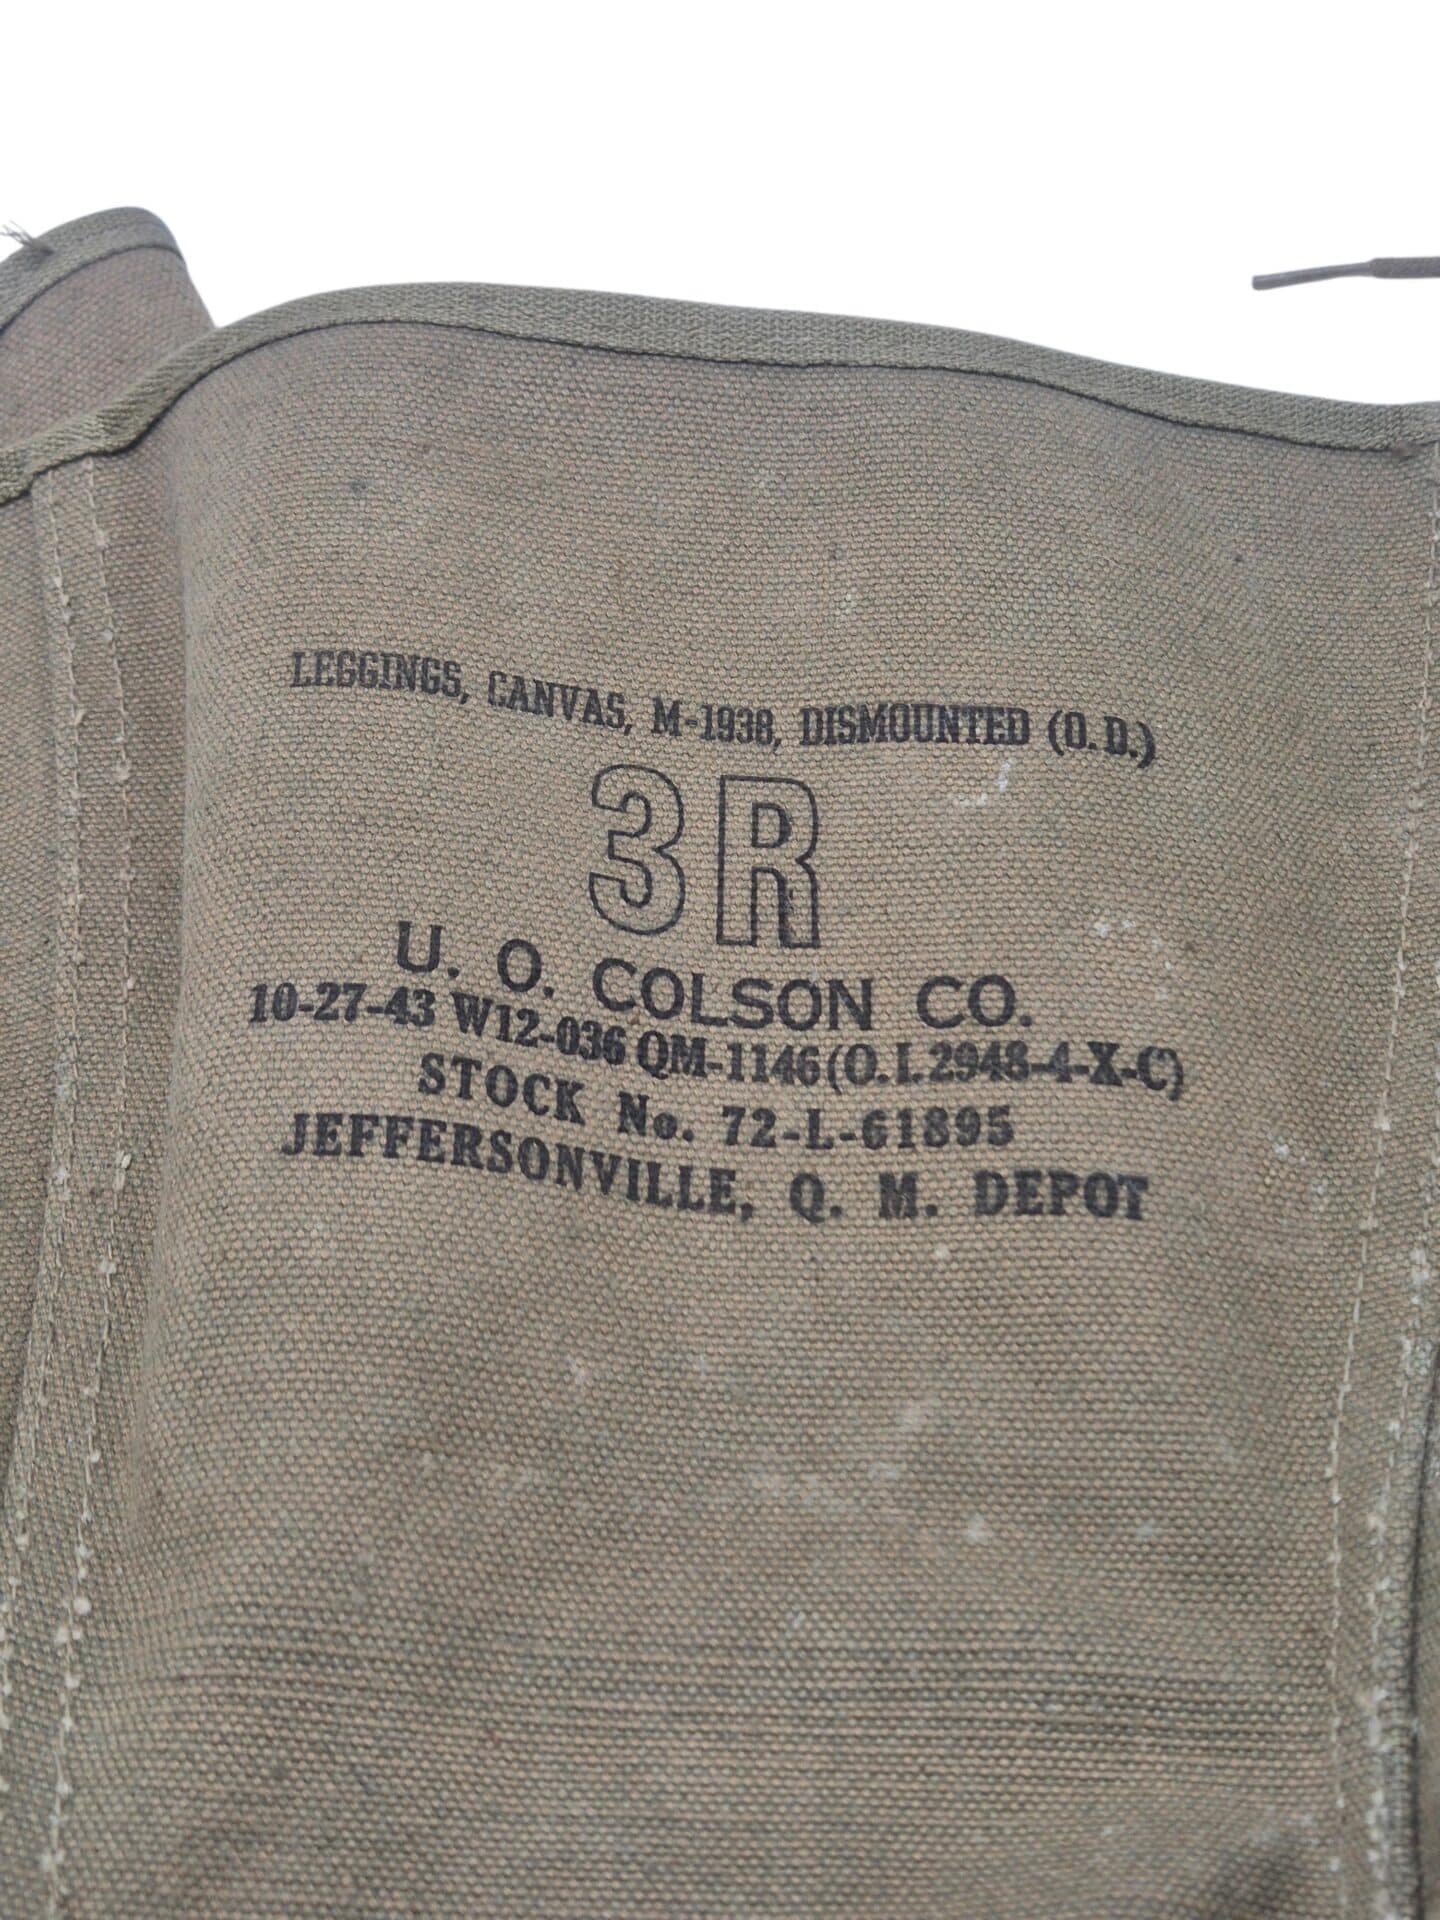 LEGGINGS, CANVAS, M-1938, DISMOUNTED (O.D.)
3R
U. O. COLSON CO.
10-27-43 W12-036 QM-1146 (O.I. 2948-4-X-C)
STOCK No. 72-L-61895
JEFFERSONVILLE, Q. M. DEPOT